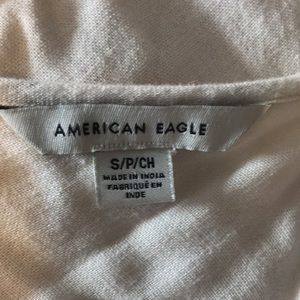 AMERICAN EAGLE
S/P/CH
MADE IN INDIA
FABRIQUÉ EN
INDE